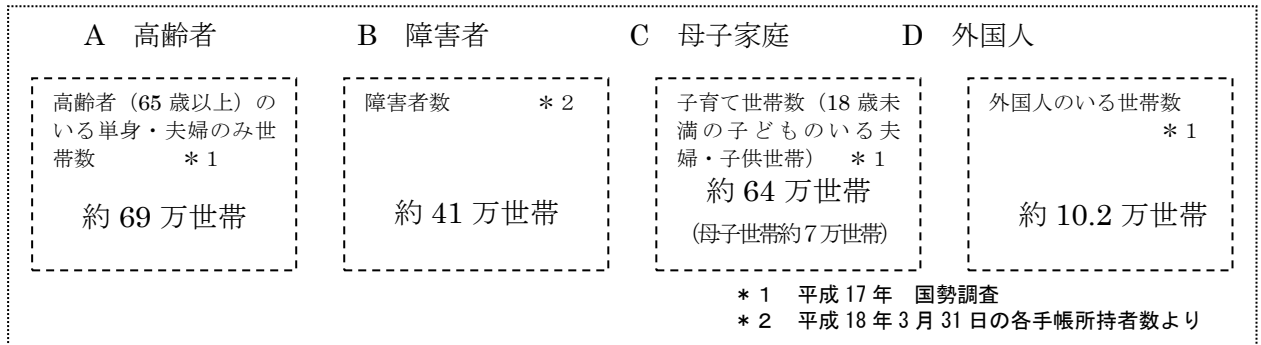 A 高齢者 B 障害者 C 母子家庭 D 外国人
高齢者（65 歳以上）の
いる単身・夫婦のみ世
帯数 ＊1
約 69 万世帯
障害者数 ＊2
約 41 万世帯
子育て世帯数（18 歳未
満の子どものいる夫
婦・子供世帯） ＊1
約 64 万世帯
（母子世帯約７万世帯）
外国人のいる世帯数
＊1
約 10.2 万世帯
＊１ 平成 17 年 国勢調査
＊２ 平成 18 年 3 月 31 日の各手帳所持者数より